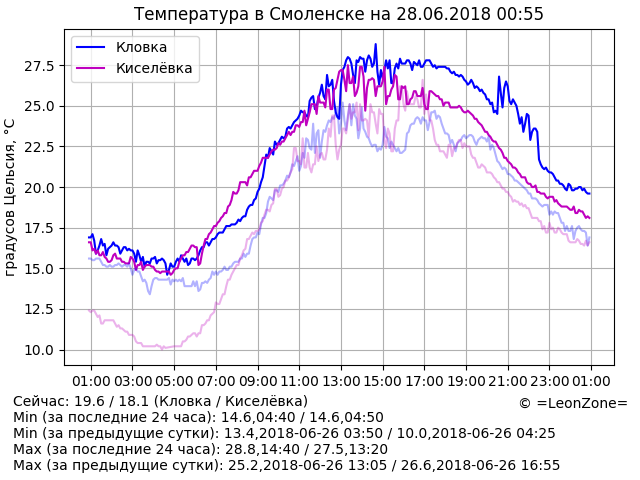 Температура в Смоленске на 28.06.2018 00:55
Кловка
Киселёвка
градусов Цельсия, °C
27.5
25.0
22.5
20.0
17.5
15.0
12.5
10.0
01:00 03:00 05:00 07:00 09:00 11:00 13:00 15:00 17:00 19:00 21:00 23:00 01:00
Сейчас: 19.6 / 18.1 (Кловка / Киселёвка)
© =LeonZone=
Min (за последние 24 часа): 14.6,04:40 / 14.6,04:50
Min (за предыдущие сутки): 13.4,2018-06-26 03:50 / 10.0,2018-06-26 04:25
Max (за последние 24 часа): 28.8,14:40 / 27.5,13:20
Max (за предыдущие сутки): 25.2,2018-06-26 13:05 / 26.6,2018-06-26 16:55